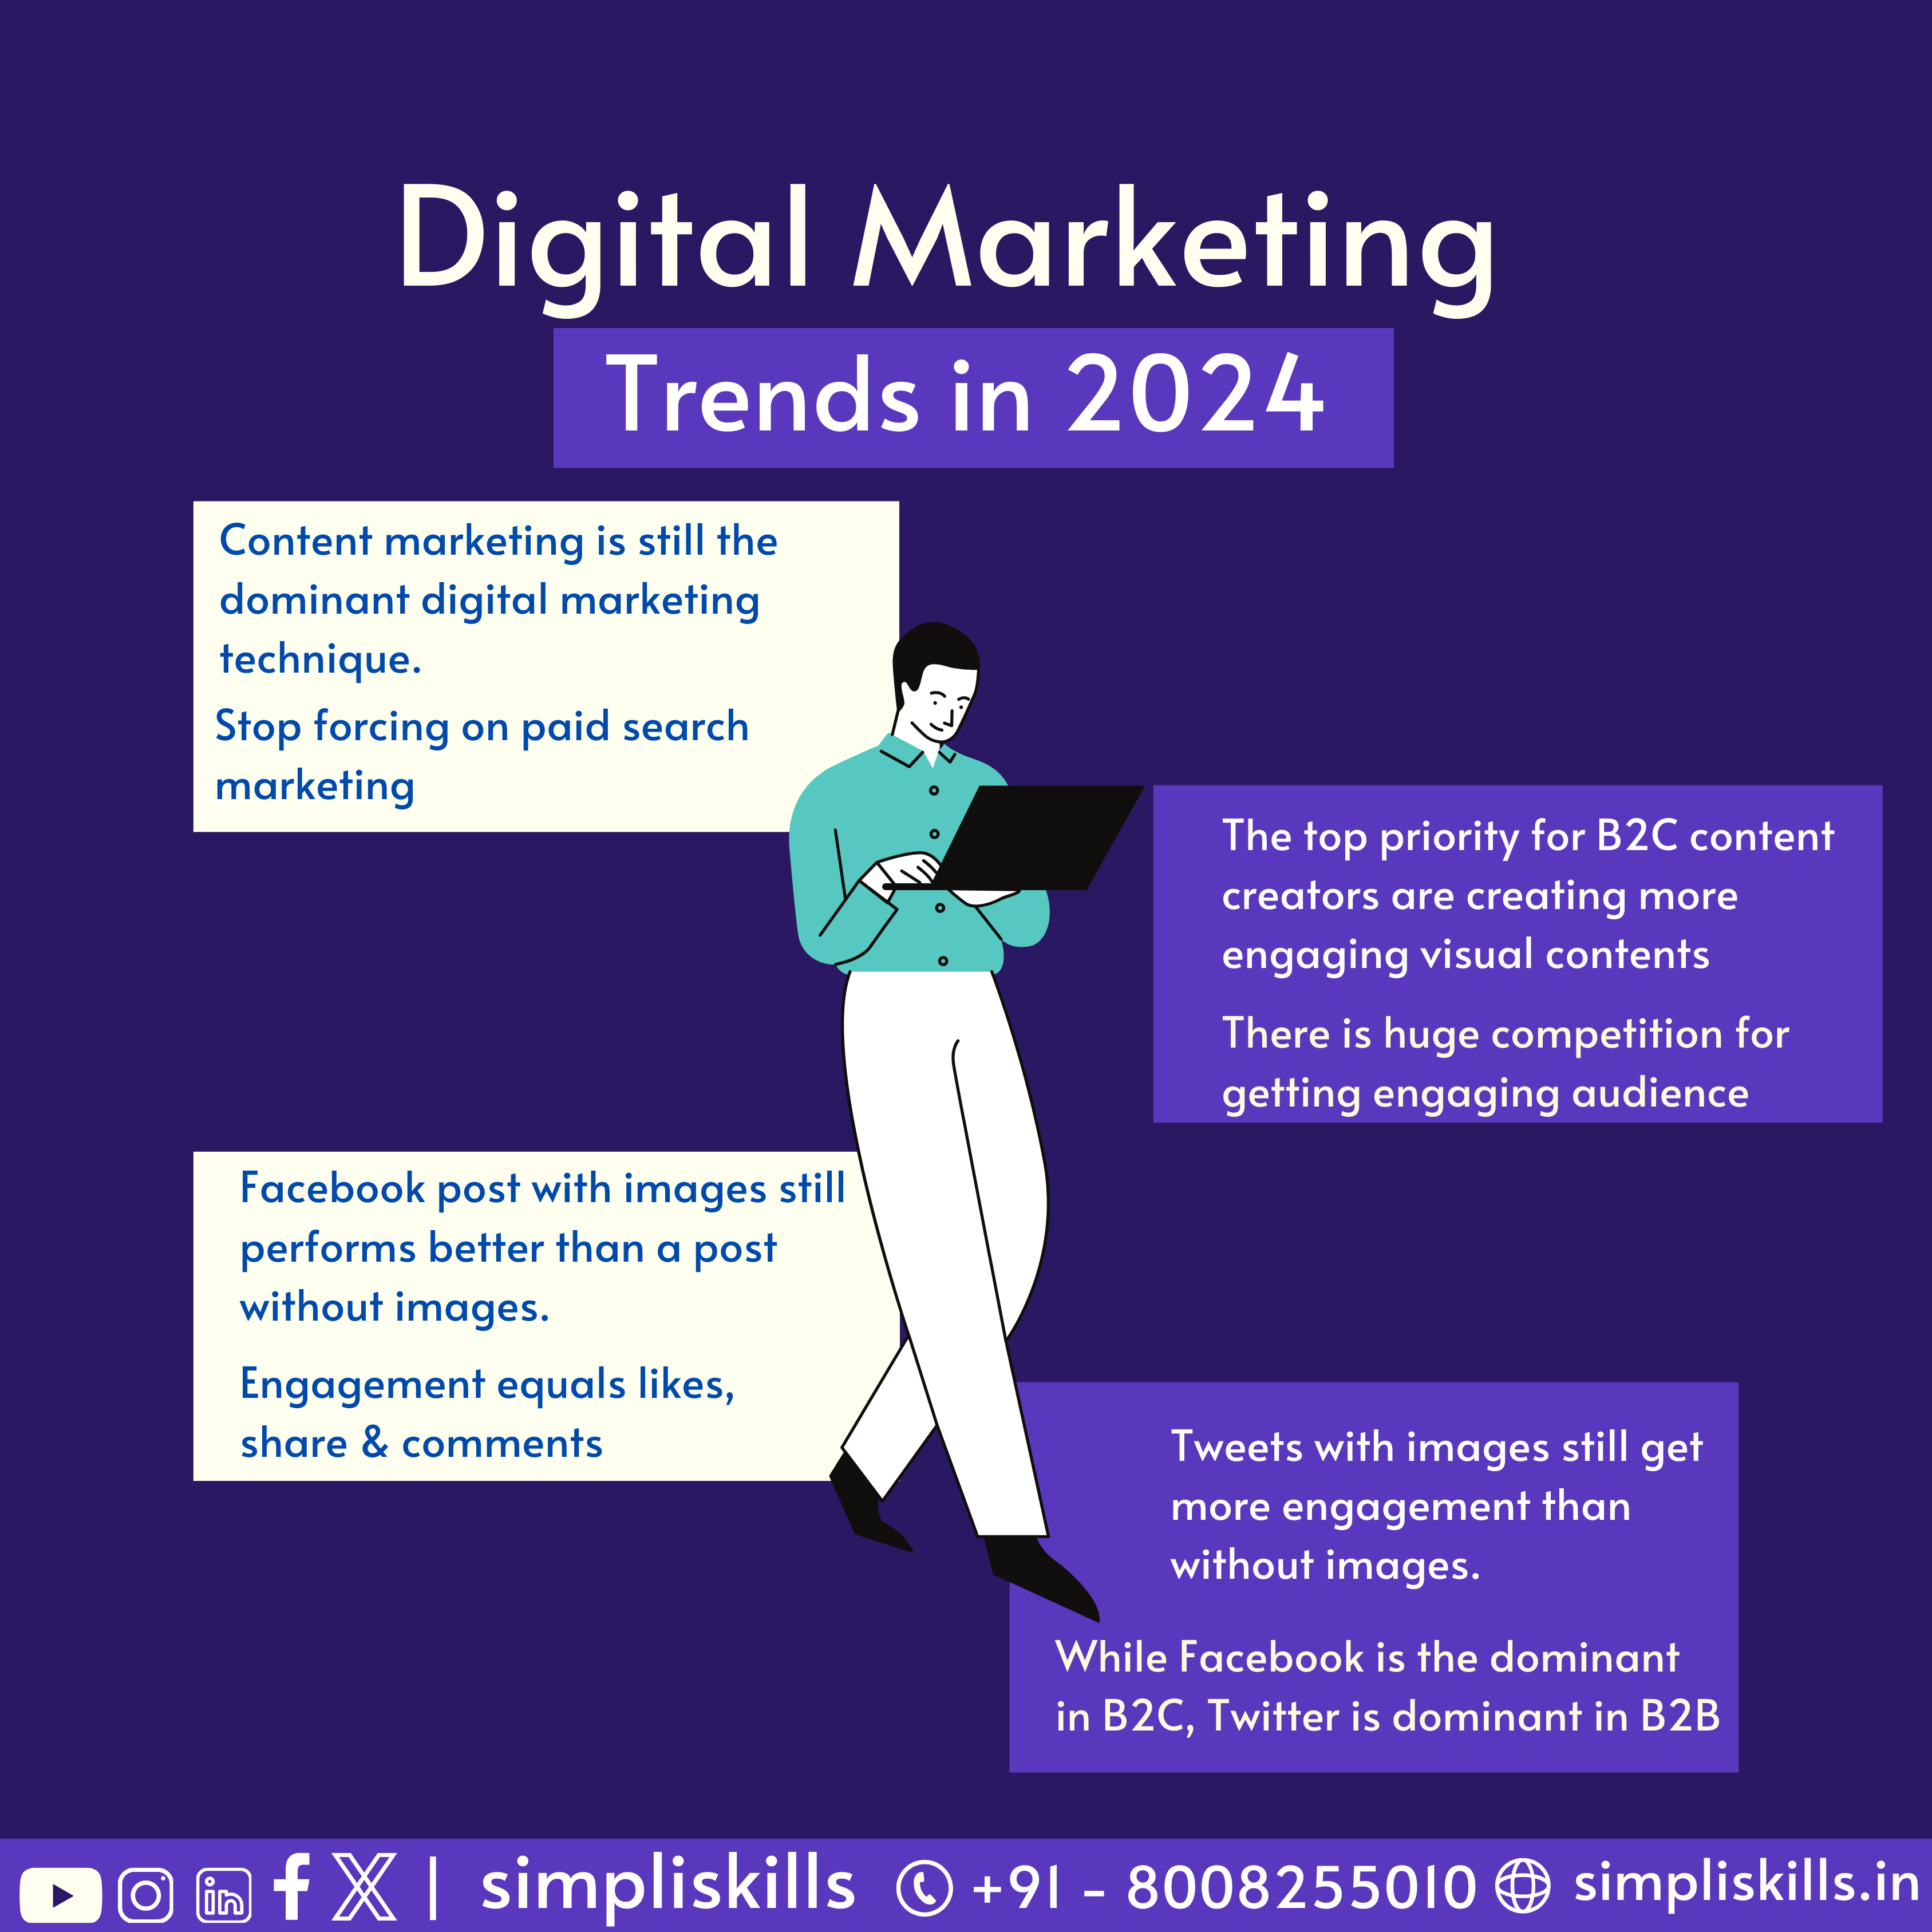 Digital Marketing
Trends in 2024
Content marketing is still the
dominant digital marketing
technique.
Stop forcing on paid search
marketing
The top priority for B2C content
creators are creating more
engaging visual contents
There is huge competition for
getting engaging audience
Facebook post with images still
performs better than a post
without images.
Engagement equals likes,
share & comments
Tweets with images still get
more engagement than
without images.
While Facebook is the dominant
in B2C, Twitter is dominant in B2B
in f X | simpliskills +91 - 8008255010 simpliskills.in